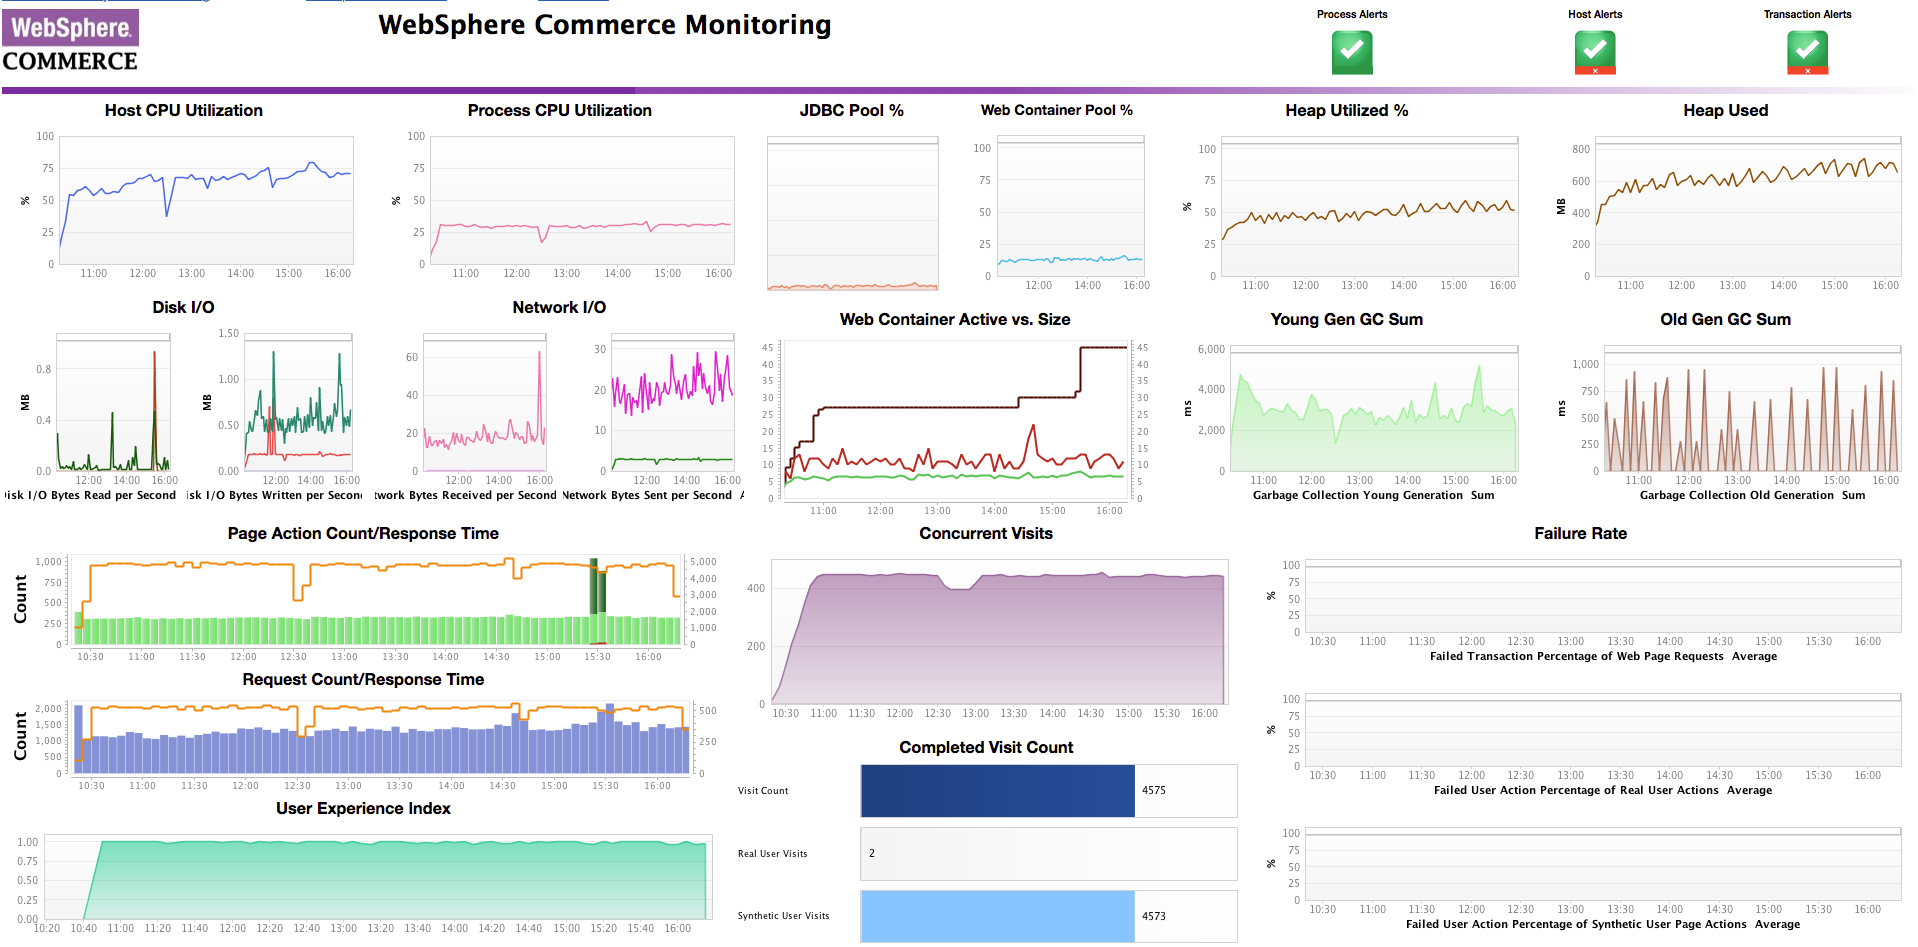 WebSphere.
COMMERCE
WebSphere Commerce Monitoring
Process Alerts
Host Alerts
Transaction Alerts
Host CPU Utilization
100
75
50
25
0
%
11:00 12:00 13:00 14:00 15:00 16:00
Process CPU Utilization
100
75
50
25
0
%
11:00 12:00 13:00 14:00 15:00 16:00
JDBC Pool %
Web Container Pool %
100
75
50
25
0
12:00 14:00 16:00
Heap Utilized %
100
75
50
25
0
%
11:00 12:00 13:00 14:00 15:00 16:00
Heap Used
800
600
400
200
0
MB
11:00 12:00 13:00 14:00 15:00 16:00
Disk I/O
0.8
0.4
0.0
MB
12:00 14:00 16:00
isk I/O Bytes Read per Second
1.50
1.00
0.50
0.00
MB
12:00 14:00 16:00
isk I/O Bytes Written per Secon
Network I/O
60
40
20
0
12:00 14:00 16:00
twork Bytes Received per Second
30
20
10
0
12:00 14:00 16:00
Network Bytes Sent per Second
Web Container Active vs. Size
45
40
35
30
25
20
15
10
5
0
45
40
35
30
25
20
15
10
5
0
11:00 12:00 13:00 14:00 15:00 16:00
Young Gen GC Sum
6,000
4,000
2,000
0
ms
11:00 12:00 13:00 14:00 15:00 16:00
Garbage Collection Young Generation Sum
Old Gen GC Sum
1,000
750
500
250
0
ms
11:00 12:00 13:00 14:00 15:00 16:00
Garbage Collection Old Generation Sum
Page Action Count/Response Time
1,000
750
500
250
0
Count
5,000
4,000
3,000
2,000
1,000
0
10:30 11:00 11:30 12:00 12:30 13:00 13:30 14:00 14:30 15:00 15:30 16:00
Request Count/Response Time
2,000
1,500
1,000
500
0
Count
500
250
0
10:30 11:00 11:30 12:00 12:30 13:00 13:30 14:00 14:30 15:00 15:30 16:00
User Experience Index
1.00
0.75
0.50
0.25
0.00
10:20 10:40 11:00 11:20 11:40 12:00 12:20 12:40 13:00 13:20 13:40 14:00 14:20 14:40 15:00 15:20 15:40 16:00
Concurrent Visits
400
200
0
10:30 11:00 11:30 12:00 12:30 13:00 13:30 14:00 14:30 15:00 15:30 16:00
Completed Visit Count
Visit Count
4575
Real User Visits
2
Synthetic User Visits
4573
Failure Rate
100
75
50
25
0
%
10:30 11:00 11:30 12:00 12:30 13:00 13:30 14:00 14:30 15:00 15:30 16:00
Failed Transaction Percentage of Web Page Requests Average
100
75
50
25
0
%
10:30 11:00 11:30 12:00 12:30 13:00 13:30 14:00 14:30 15:00 15:30 16:00
Failed User Action Percentage of Real User Actions Average
100
75
50
25
0
%
10:30 11:00 11:30 12:00 12:30 13:00 13:30 14:00 14:30 15:00 15:30 16:00
Failed User Action Percentage of Synthetic User Page Actions Average